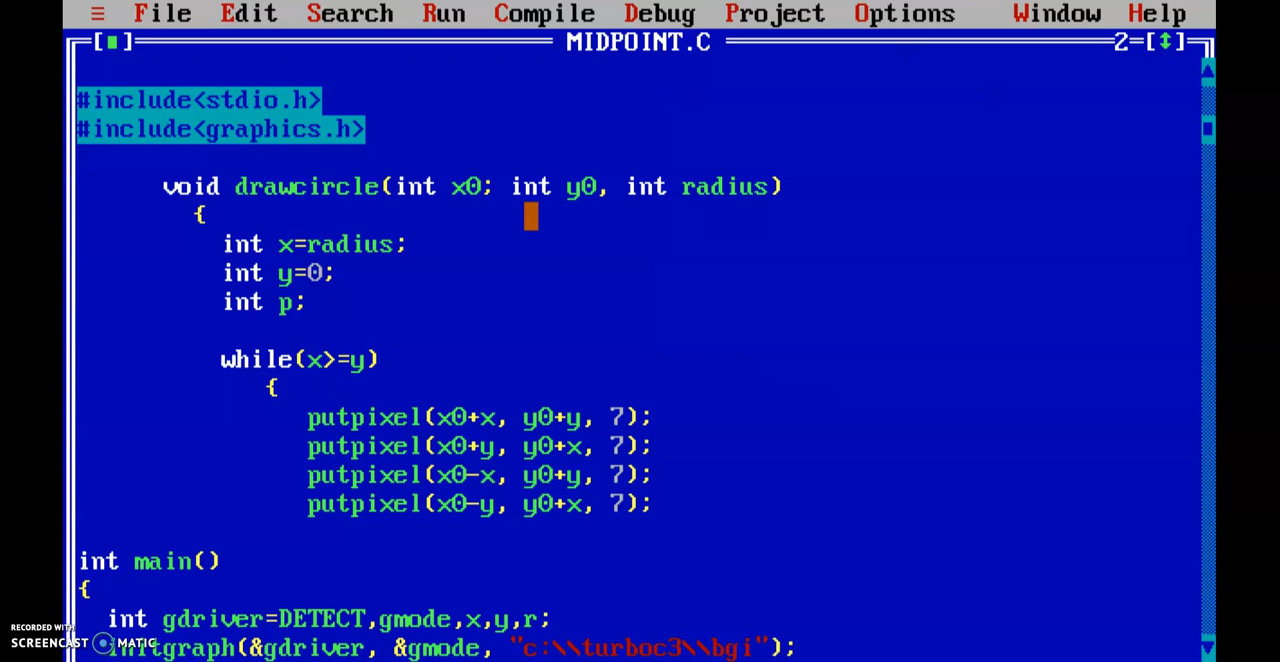 ≡ File Edit Search Run Compile Debug Project Options Window Help
[■] MIDPOINT.C 2=[↕]
#include<stdio.h>
#include<graphics.h>
void drawcircle(int x0; int y0, int radius)
{
int x=radius;
int y=0;
int p;
while(x>=y)
{
putpixel(x0+x, y0+y, 7);
putpixel(x0+y, y0+x, 7);
putpixel(x0-x, y0+y, 7);
putpixel(x0-y, y0+x, 7);
int main()
{
int gdriver=DETECT,gmode,x,y,r;
initgraph(&gdriver, &gmode, "c:\\turboc3\\bgi");
RECORDED WITH
SCREENCAST MATIC